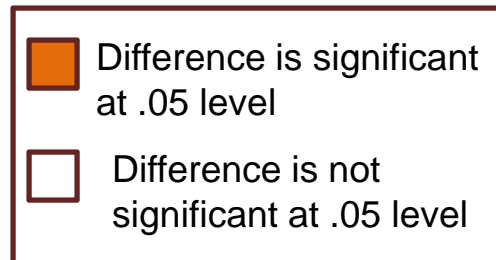 Difference is significant
at .05 level
Difference is not
significant at .05 level